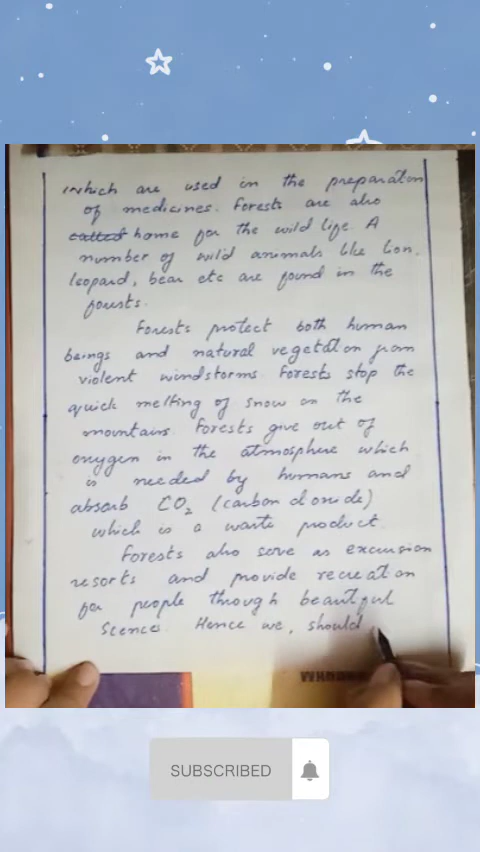 which are used in the preparation
of medicines. Forests are also
called home for the wild life. A
number of wild animals like Lion,
leopard, bear etc are found in the
forests.
Forests protect both human
beings and natural vegetation from
violent windstorms. Forests stop the
quick melting of snow on the
mountains. Forests give out of
oxygen in the atmosphere which
is needed by humans and
absorb CO₂ (carbon dioxide)
which is a waste product.
Forests also serve as excursion
resorts and provide recreation
for people through beautiful
Scences. Hence we, should
SUBSCRIBED